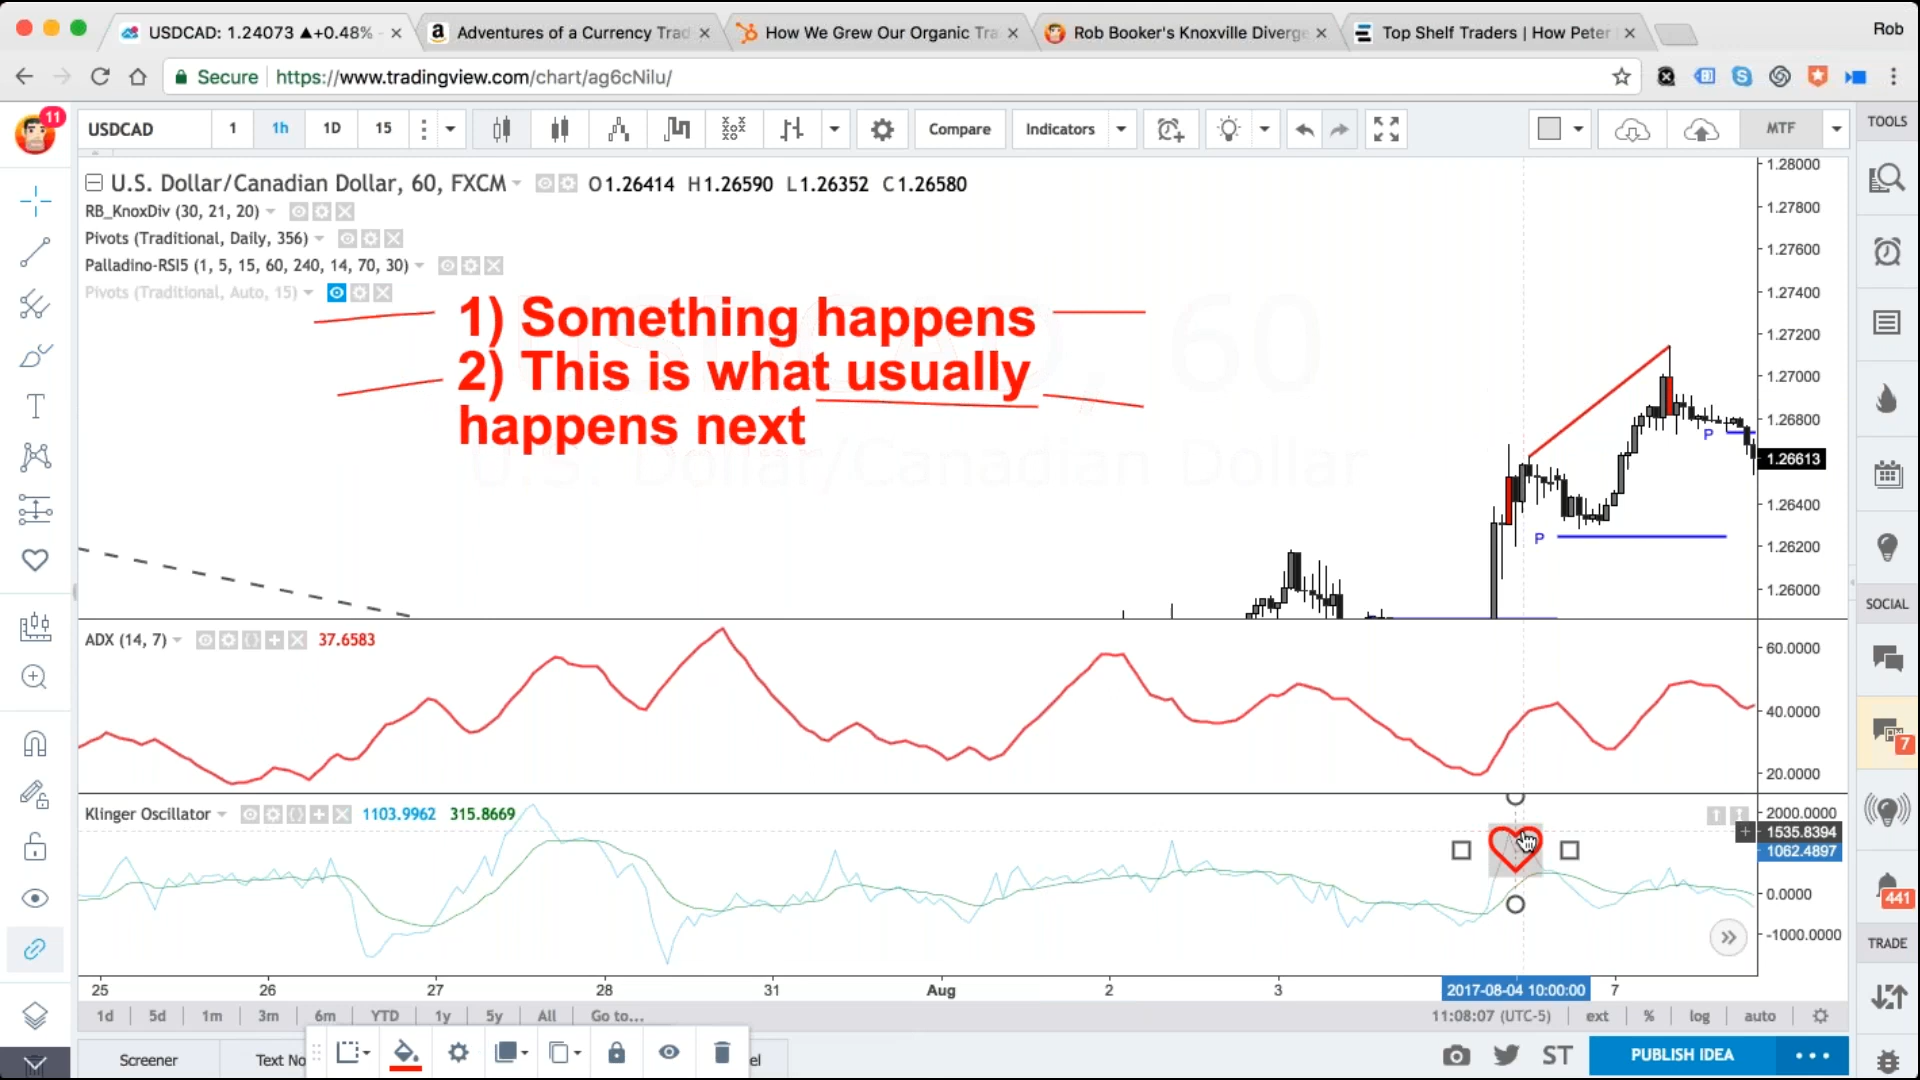 USDCAD: 1.24073 ▲+0.48%
Adventures of a Currency Trad
How We Grew Our Organic Tra
Rob Booker's Knoxville Diverge
Top Shelf Traders | How Peter
Rob
Secure https://www.tradingview.com/chart/ag6cNilu/
11
USDCAD 1 1h 1D 15 Compare Indicators MTF TOOLS
U.S. Dollar/Canadian Dollar, 60, FXCM O1.26414 H1.26590 L1.26352 C1.26580
RB_KnoxDiv (30, 21, 20)
Pivots (Traditional, Daily, 356)
Palladino-RSI5 (1, 5, 15, 60, 240, 14, 70, 30)
Pivots (Traditional, Auto, 15)
1) Something happens
2) This is what usually
happens next
60
U.S. Dollar/Canadian Dollar
P
P
1.28000
1.27800
1.27600
1.27400
1.27200
1.27000
1.26800
1.26613
1.26400
1.26200
1.26000
SOCIAL
ADX (14, 7) 37.6583
60.0000
40.0000
20.0000
7
Klinger Oscillator 1103.9962 315.8669
2000.0000
1535.8394
1062.4897
0.0000
-1000.0000
441
TRADE
25 26 27 28 31 Aug 2 3 2017-08-04 10:00:00 7
1d 5d 1m 3m 6m YTD 1y 5y All Go to... 11:08:07 (UTC-5) ext % log auto
Screener Text No el ST PUBLISH IDEA